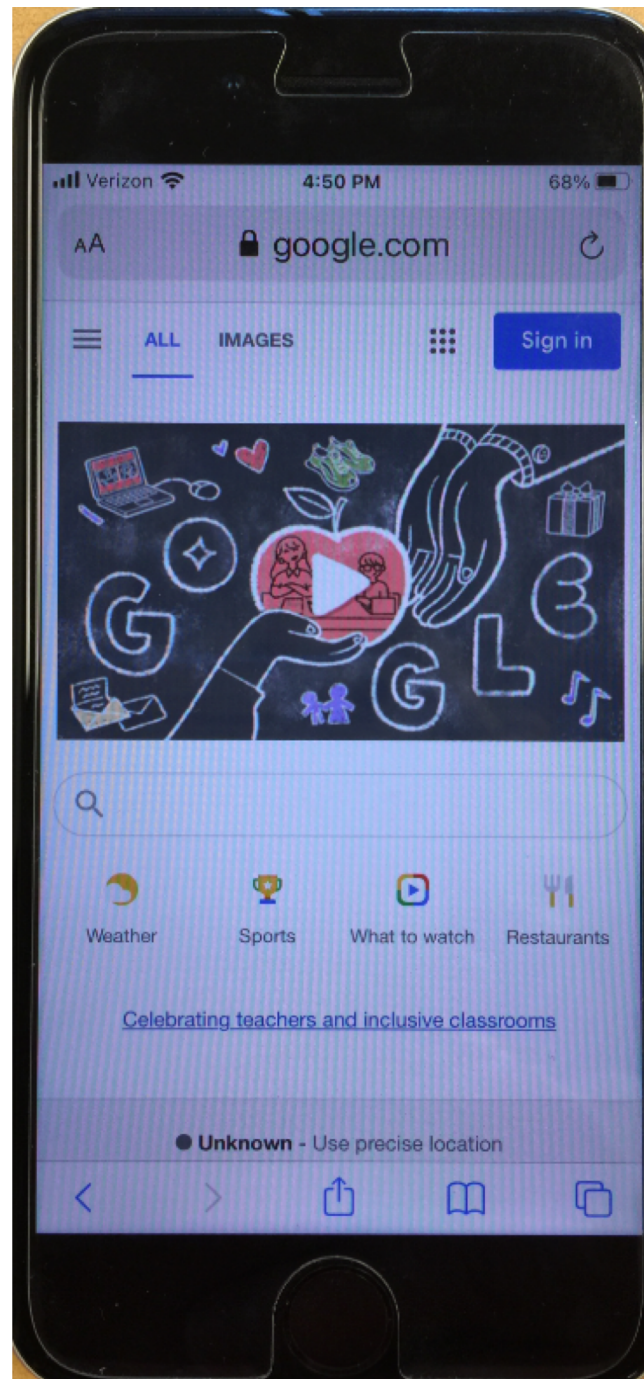 Verizon 4:50 PM 68%
AA google.com
ALL IMAGES Sign in
GOOGLE
Weather Sports What to watch Restaurants
Celebrating teachers and inclusive classrooms
Unknown - Use precise location